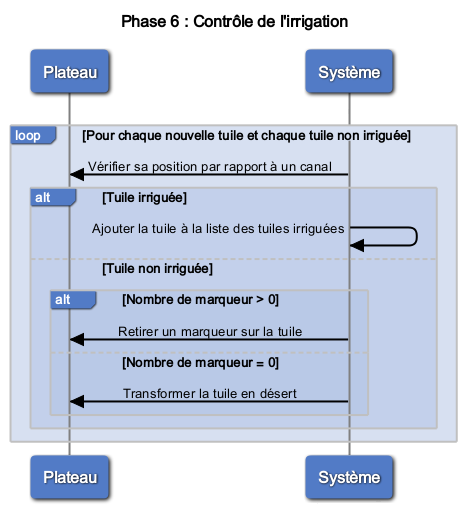 Phase 6 : Contrôle de l'irrigation
Plateau Système
loop [Pour chaque nouvelle tuile et chaque tuile non irriguée]
Vérifier sa position par rapport à un canal
alt [Tuile irriguée]
Ajouter la tuile à la liste des tuiles irriguées
[Tuile non irriguée]
alt [Nombre de marqueur > 0]
Retirer un marqueur sur la tuile
[Nombre de marqueur = 0]
Transformer la tuile en désert
Plateau Système